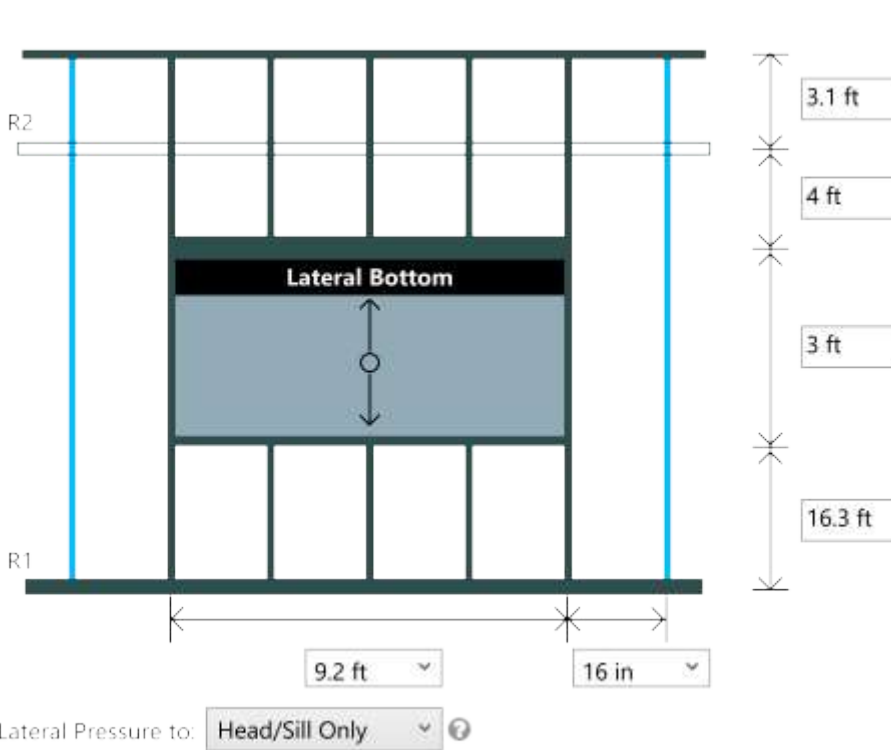 3.1 ft
R2
4 ft
Lateral Bottom
3 ft
16.3 ft
R1
9.2 ft
16 in
Lateral Pressure to: Head/Sill Only ?